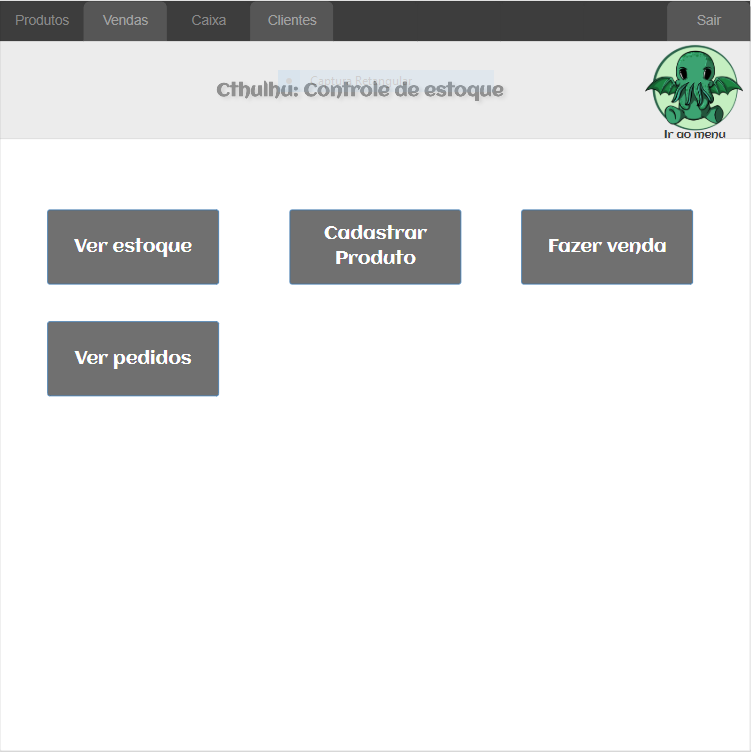 Produtos Vendas Caixa Clientes Sair
Captura Retangular
Cthulhu: Controle de estoque
Ir ao menu
Ver estoque
Cadastrar
Produto
Fazer venda
Ver pedidos